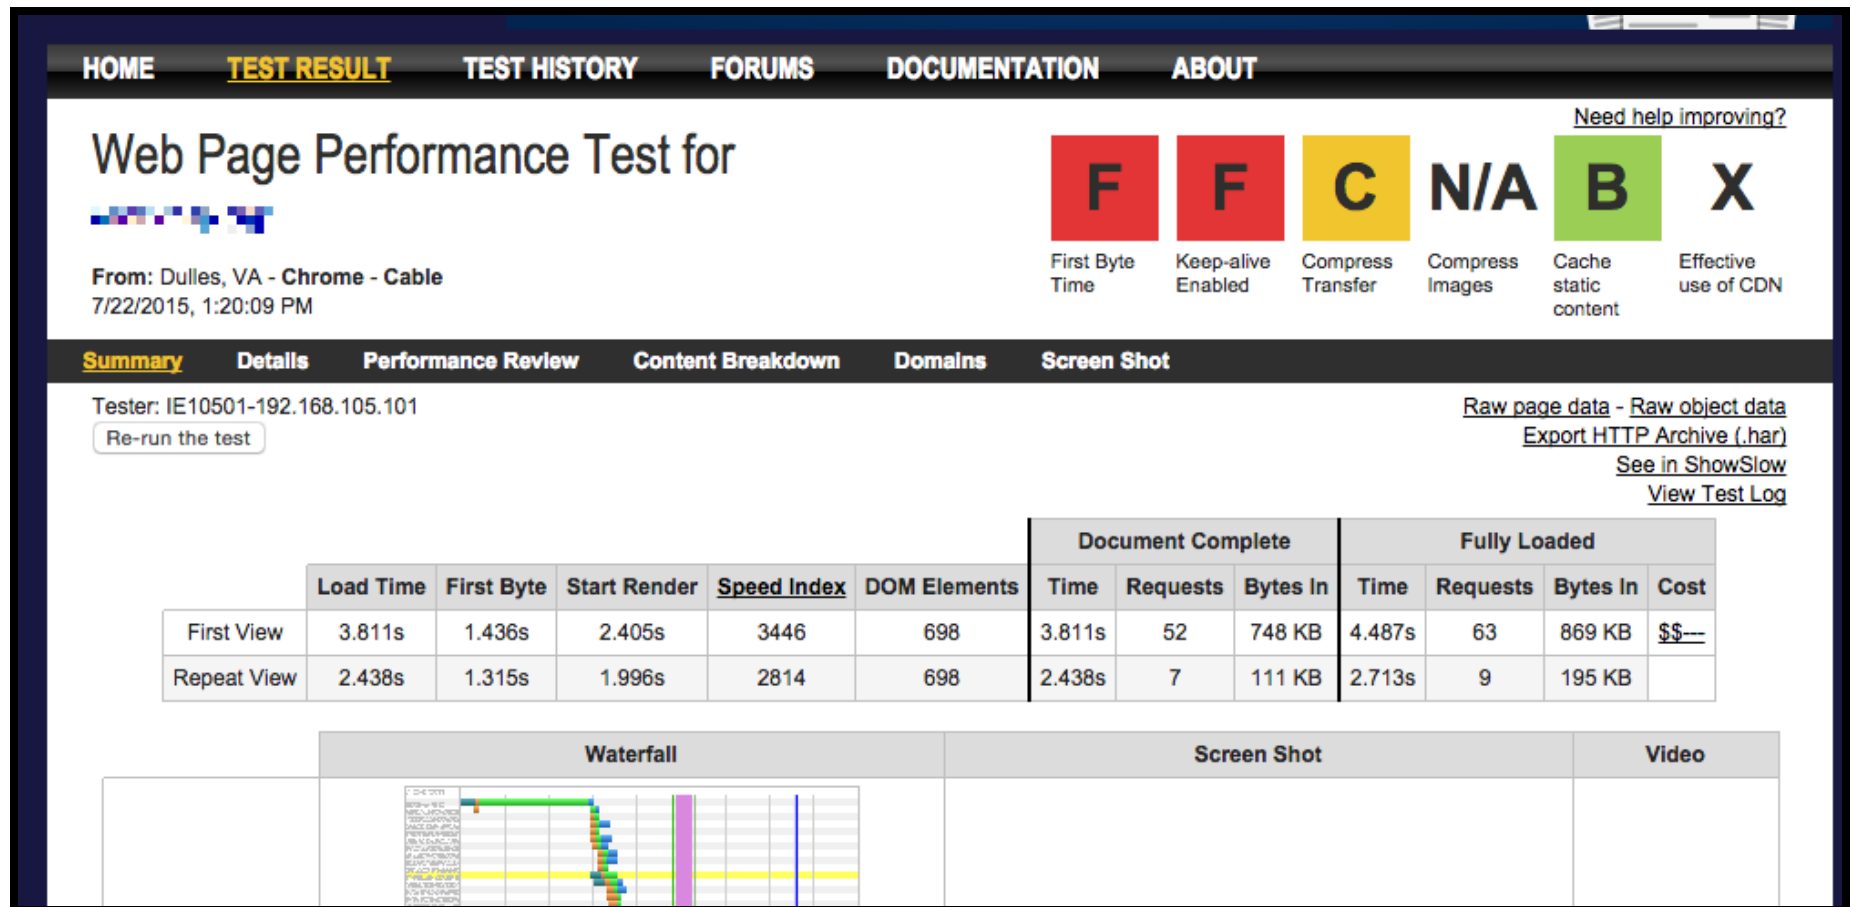 HOME TEST RESULT TEST HISTORY FORUMS DOCUMENTATION ABOUT
Need help improving?
Web Page Performance Test for
F F C N/A B X
First Byte Time Keep-alive Enabled Compress Transfer Compress Images Cache static content Effective use of CDN
From: Dulles, VA - Chrome - Cable
7/22/2015, 1:20:09 PM
Summary Details Performance Review Content Breakdown Domains Screen Shot
Tester: IE10501-192.168.105.101
Re-run the test
Raw page data - Raw object data
Export HTTP Archive (.har)
See in ShowSlow
View Test Log
Document Complete Fully Loaded
Load Time First Byte Start Render Speed Index DOM Elements Time Requests Bytes In Time Requests Bytes In Cost
First View 3.811s 1.436s 2.405s 3446 698 3.811s 52 748 KB 4.487s 63 869 KB $$---
Repeat View 2.438s 1.315s 1.996s 2814 698 2.438s 7 111 KB 2.713s 9 195 KB
Waterfall Screen Shot Video